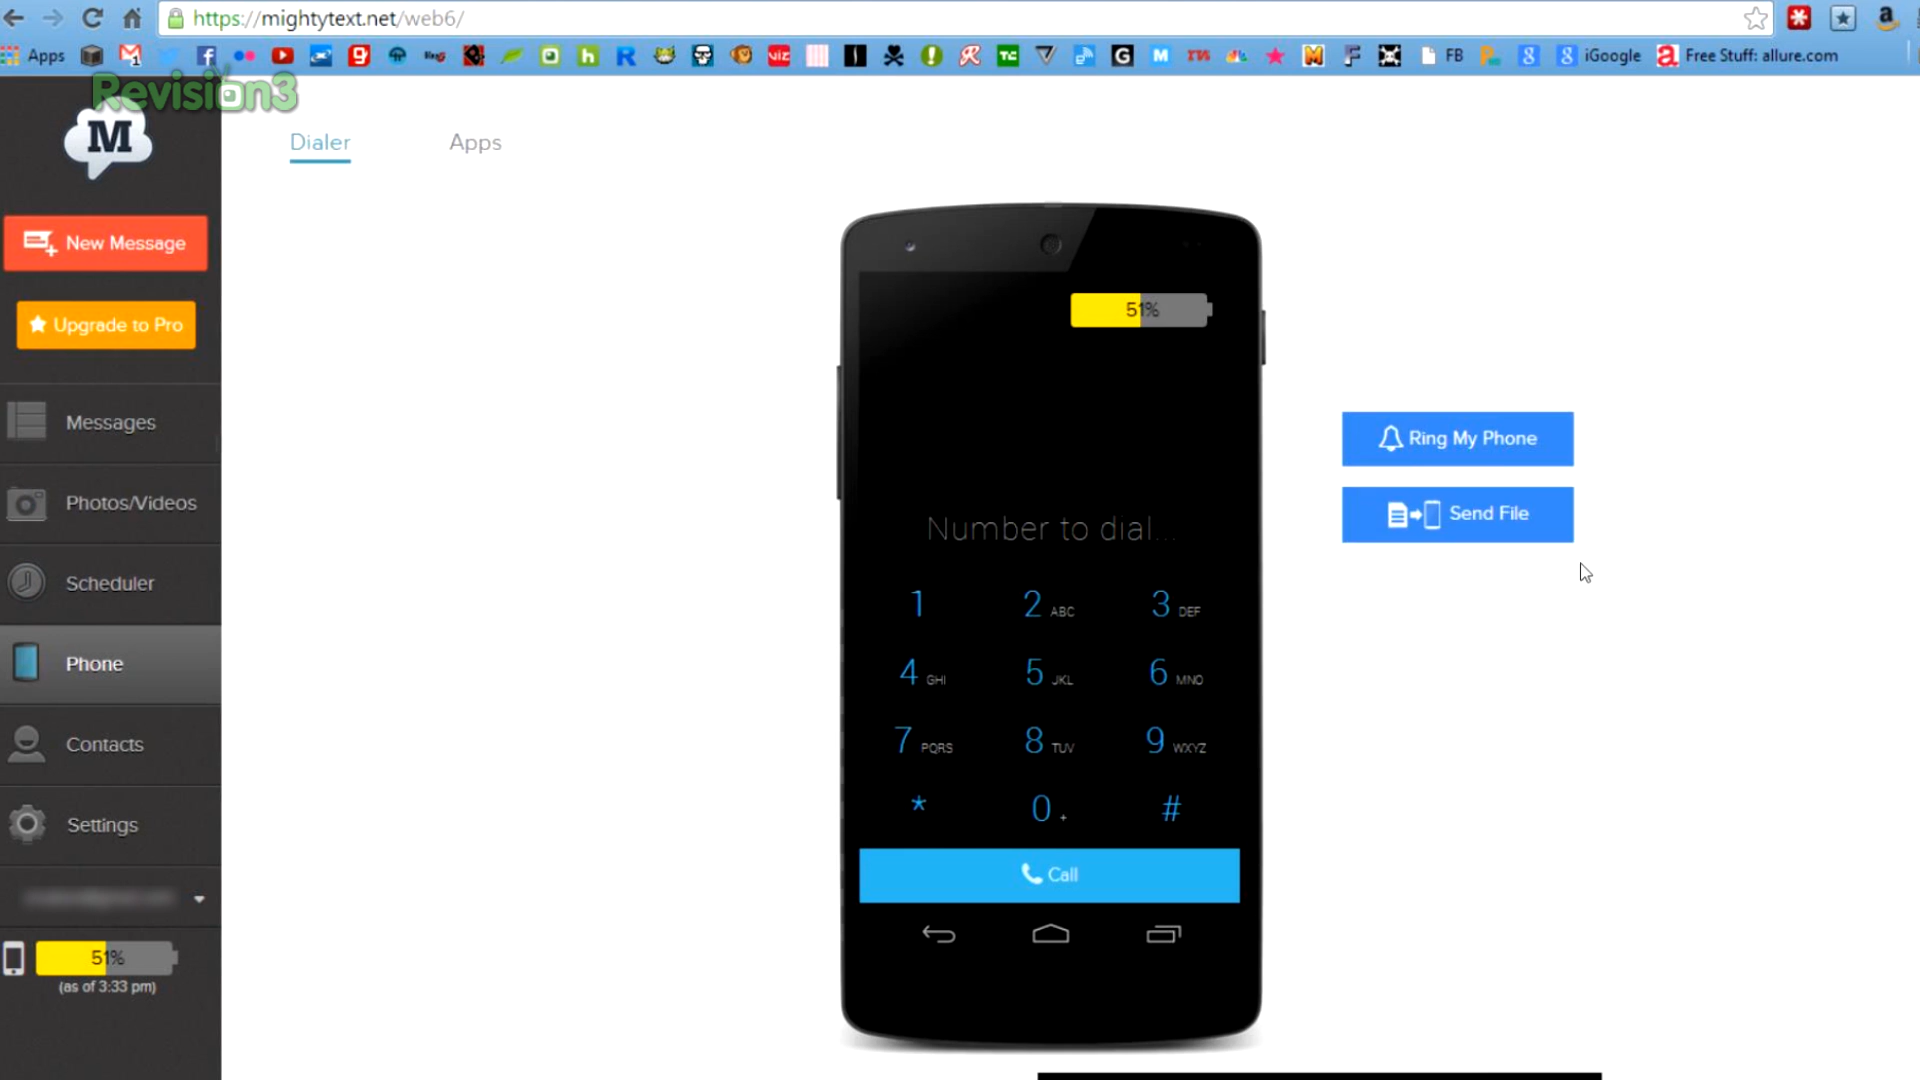 https://mightytext.net/web6/
Apps
FB
iGoogle
Free Stuff: allure.com
Revision3
M
Dialer
Apps
New Message
Upgrade to Pro
Messages
Photos/Videos
Scheduler
Phone
Contacts
Settings
51%
(as of 3:33 pm)
51%
Number to dial...
1
2 ABC
3 DEF
4 GHI
5 JKL
6 MNO
7 PQRS
8 TUV
9 WXYZ
*
0 +
#
Call
Ring My Phone
Send File